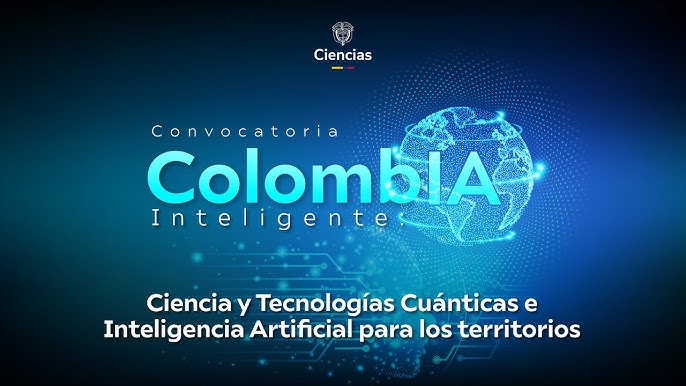 Ciencias
Convocatoria
ColombIA
Inteligente.
Ciencia y Tecnologías Cuánticas e
Inteligencia Artificial para los territorios